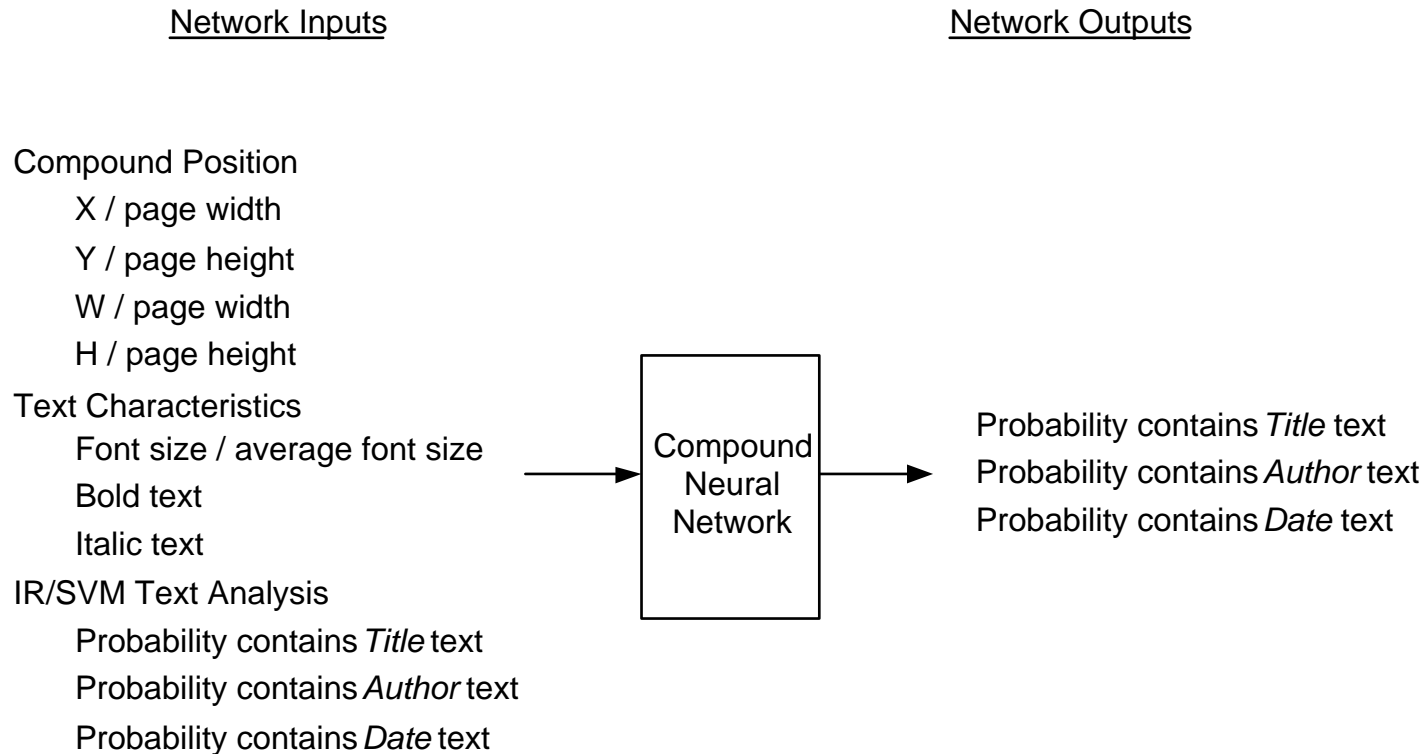 Network Inputs
Network Outputs
Compound Position
X / page width
Y / page height
W / page width
H / page height
Text Characteristics
Font size / average font size
Bold text
Italic text
IR/SVM Text Analysis
Probability contains Title text
Probability contains Author text
Probability contains Date text
Compound
Neural
Network
Probability contains Title text
Probability contains Author text
Probability contains Date text